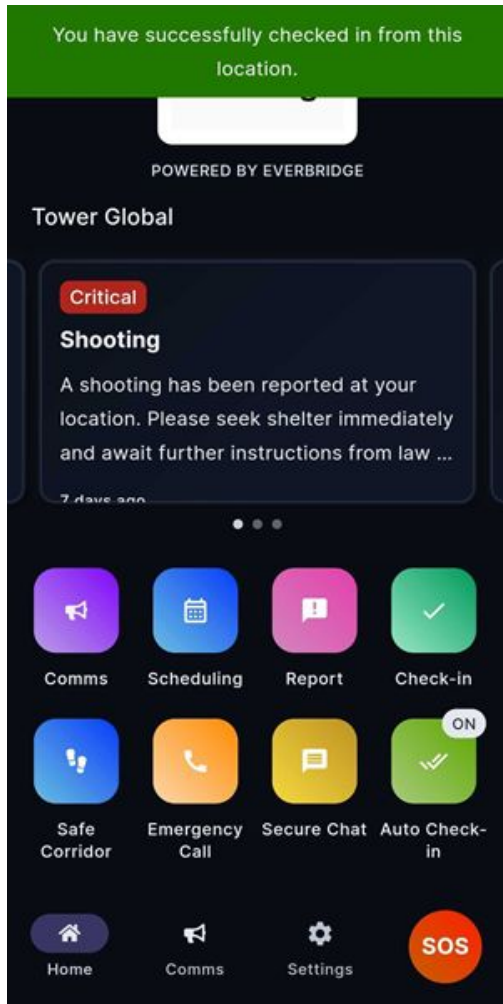 You have successfully checked in from this
location.
POWERED BY EVERBRIDGE
Tower Global
Critical
Shooting
A shooting has been reported at your
location. Please seek shelter immediately
and await further instructions from law ...
7 days ago
Comms
Scheduling
Report
Check-in
ON
Safe
Corridor
Emergency
Call
Secure Chat
Auto Check-
in
Home
Comms
Settings
SOS